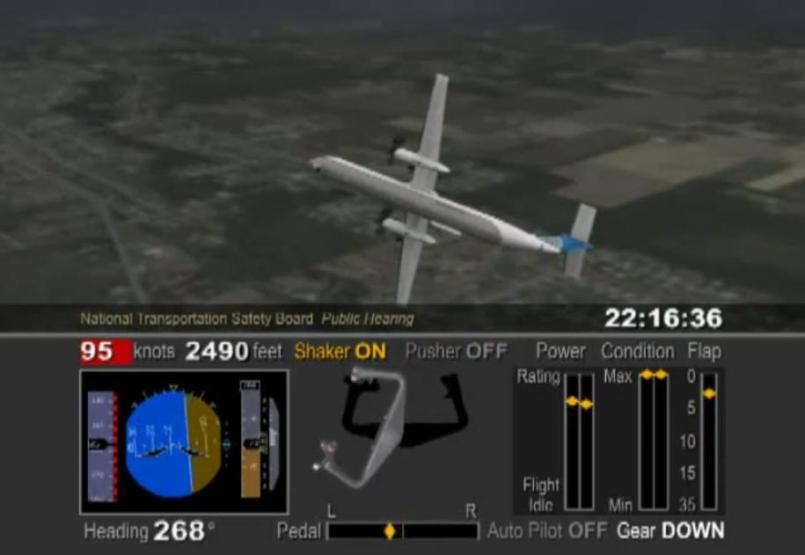 National Transportation Safety Board Public Hearing 22:16:36
95 knots 2490 feet Shaker ON Pusher OFF Power Condition Flap
Rating Max 0
5
10
15
Flight
Idle Min 35
L R
Heading 268° Pedal Auto Pilot OFF Gear DOWN